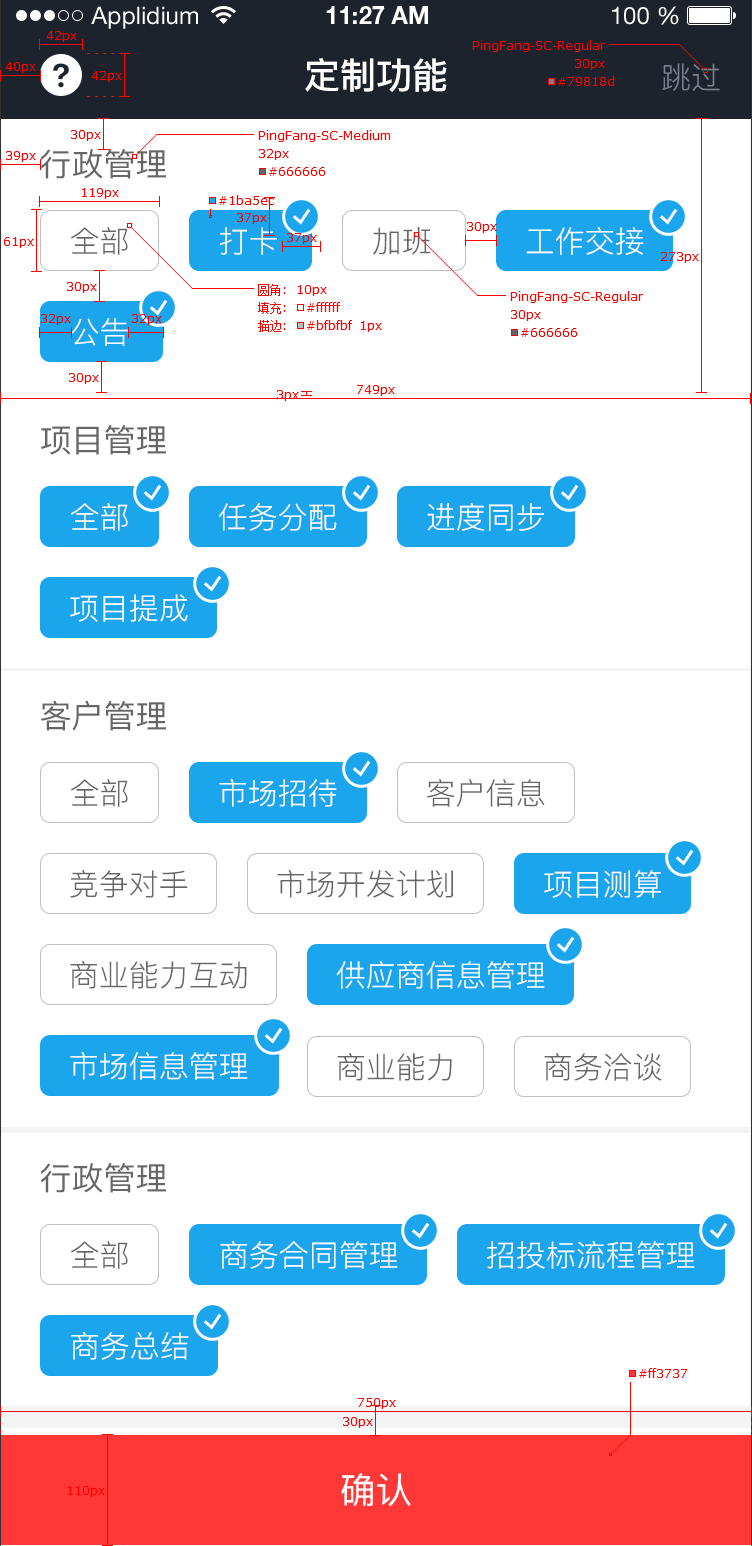 Applidium 11:27 AM 100 %
42px
PingFang-SC-Regular
40px ? 42px 定制功能 30px 跳过
#79818d
30px PingFang-SC-Medium
39px 行政管理 32px
#666666
119px #1ba5ec
37px
61px 全部 打卡 37px 加班 30px 工作交接 273px
30px 圆角: 10px PingFang-SC-Regular
填充: #ffffff 30px
32px 公告 32px 描边: #bfbfbf 1px #666666
30px
3px 749px
项目管理
全部 任务分配 进度同步
项目提成
客户管理
全部 市场招待 客户信息
竞争对手 市场开发计划 项目测算
商业能力互动 供应商信息管理
市场信息管理 商业能力 商务洽谈
行政管理
全部 商务合同管理 招投标流程管理
商务总结
#ff3737
750px
30px
110px 确认